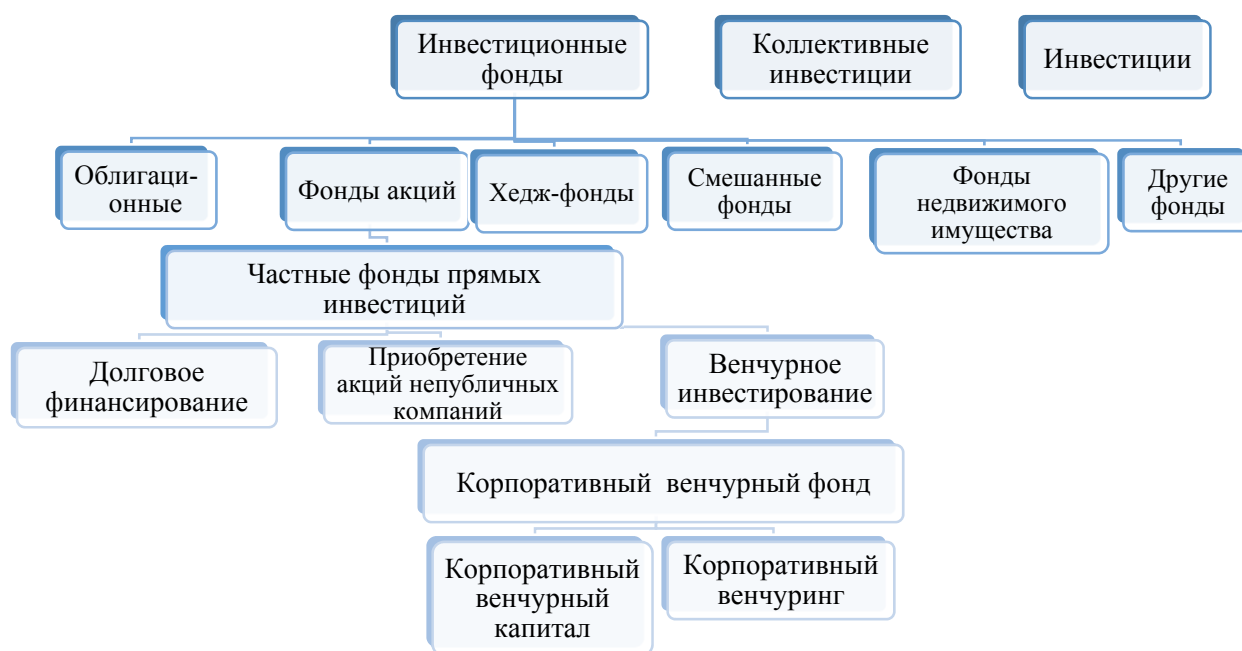 Инвестиционные
фонды
Коллективные
инвестиции
Инвестиции
Облигаци-
онные
Фонды акций
Хедж-фонды
Смешанные
фонды
Фонды
недвижимого
имущества
Другие
фонды
Частные фонды прямых
инвестиций
Долговое
финансирование
Приобретение
акций непубличных
компаний
Венчурное
инвестирование
Корпоративный венчурный фонд
Корпоративный
венчурный
капитал
Корпоративный
венчуринг